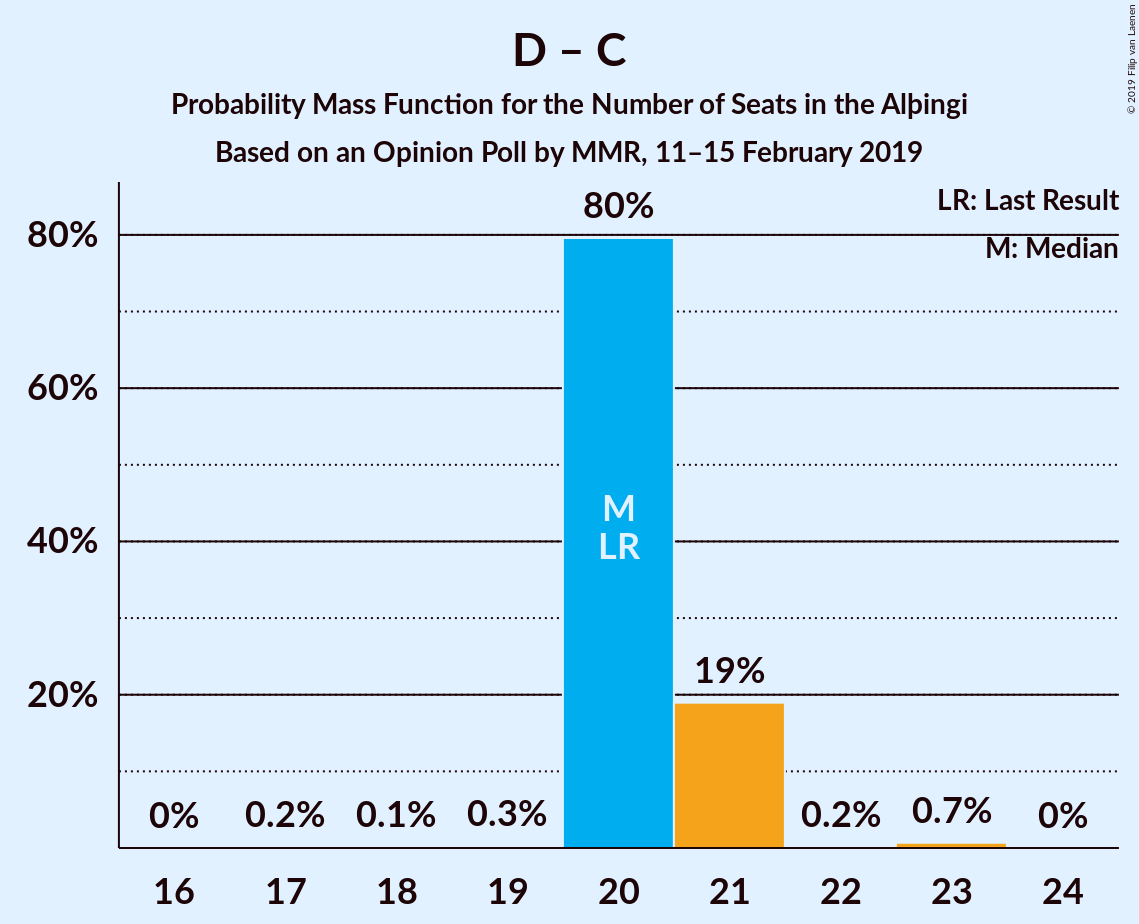 D – C
Probability Mass Function for the Number of Seats in the Alþingi
Based on an Opinion Poll by MMR, 11–15 February 2019
© 2019 Filip van Laenen
LR: Last Result
M: Median
80%
60%
40%
20%
0%
0.2%
0.1%
0.3%
80%
M
LR
19%
0.2%
0.7%
0%
16 17 18 19 20 21 22 23 24